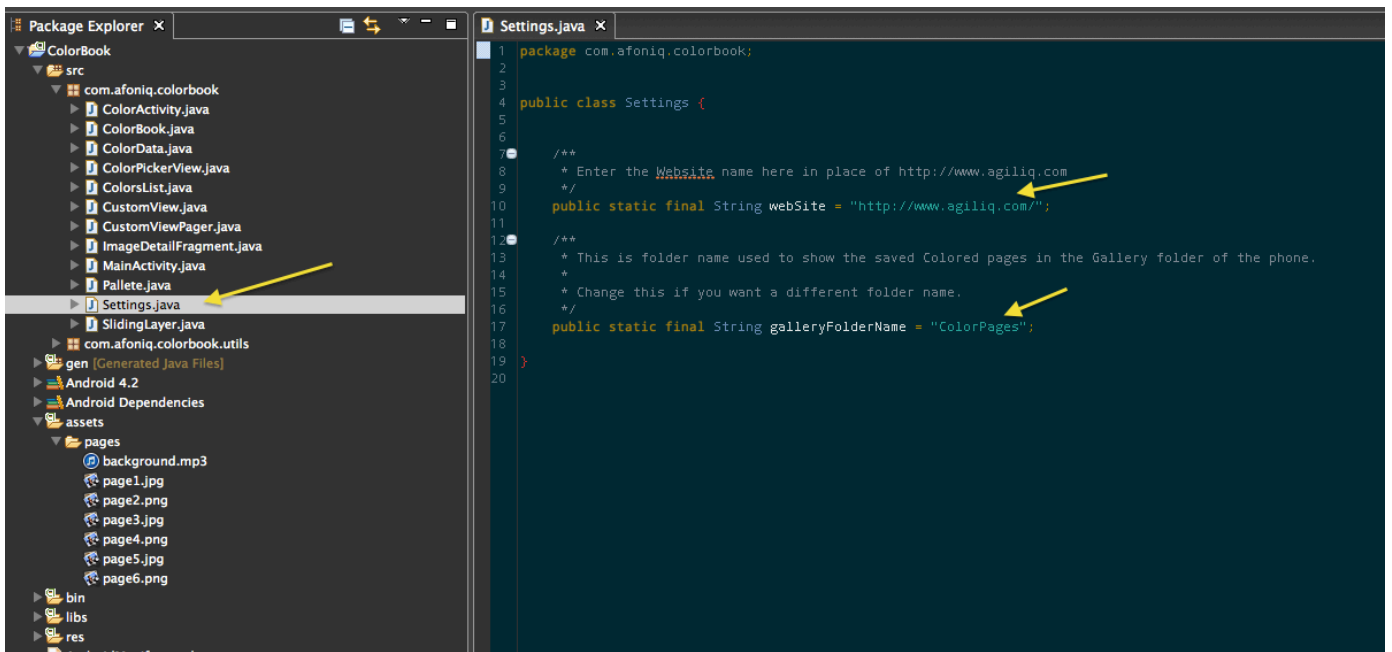 Package Explorer
ColorBook
src
com.afoniq.colorbook
ColorActivity.java
ColorBook.java
ColorData.java
ColorPickerView.java
ColorsList.java
CustomView.java
CustomViewPager.java
ImageDetailFragment.java
MainActivity.java
Pallete.java
Settings.java
SlidingLayer.java
com.afoniq.colorbook.utils
gen [Generated Java Files]
Android 4.2
Android Dependencies
assets
pages
background.mp3
page1.jpg
page2.png
page3.jpg
page4.png
page5.jpg
page6.png
bin
libs
res
Settings.java
1 package com.afoniq.colorbook;
2
3
4 public class Settings {
5
6
7 /**
8 * Enter the Website name here in place of http://www.agiliq.com
9 */
10 public static final String webSite = "http://www.agiliq.com/";
11
12 /**
13 * This is folder name used to show the saved Colored pages in the Gallery folder of the phone.
14 *
15 * Change this if you want a different folder name.
16 */
17 public static final String galleryFolderName = "ColorPages";
18
19 }
20